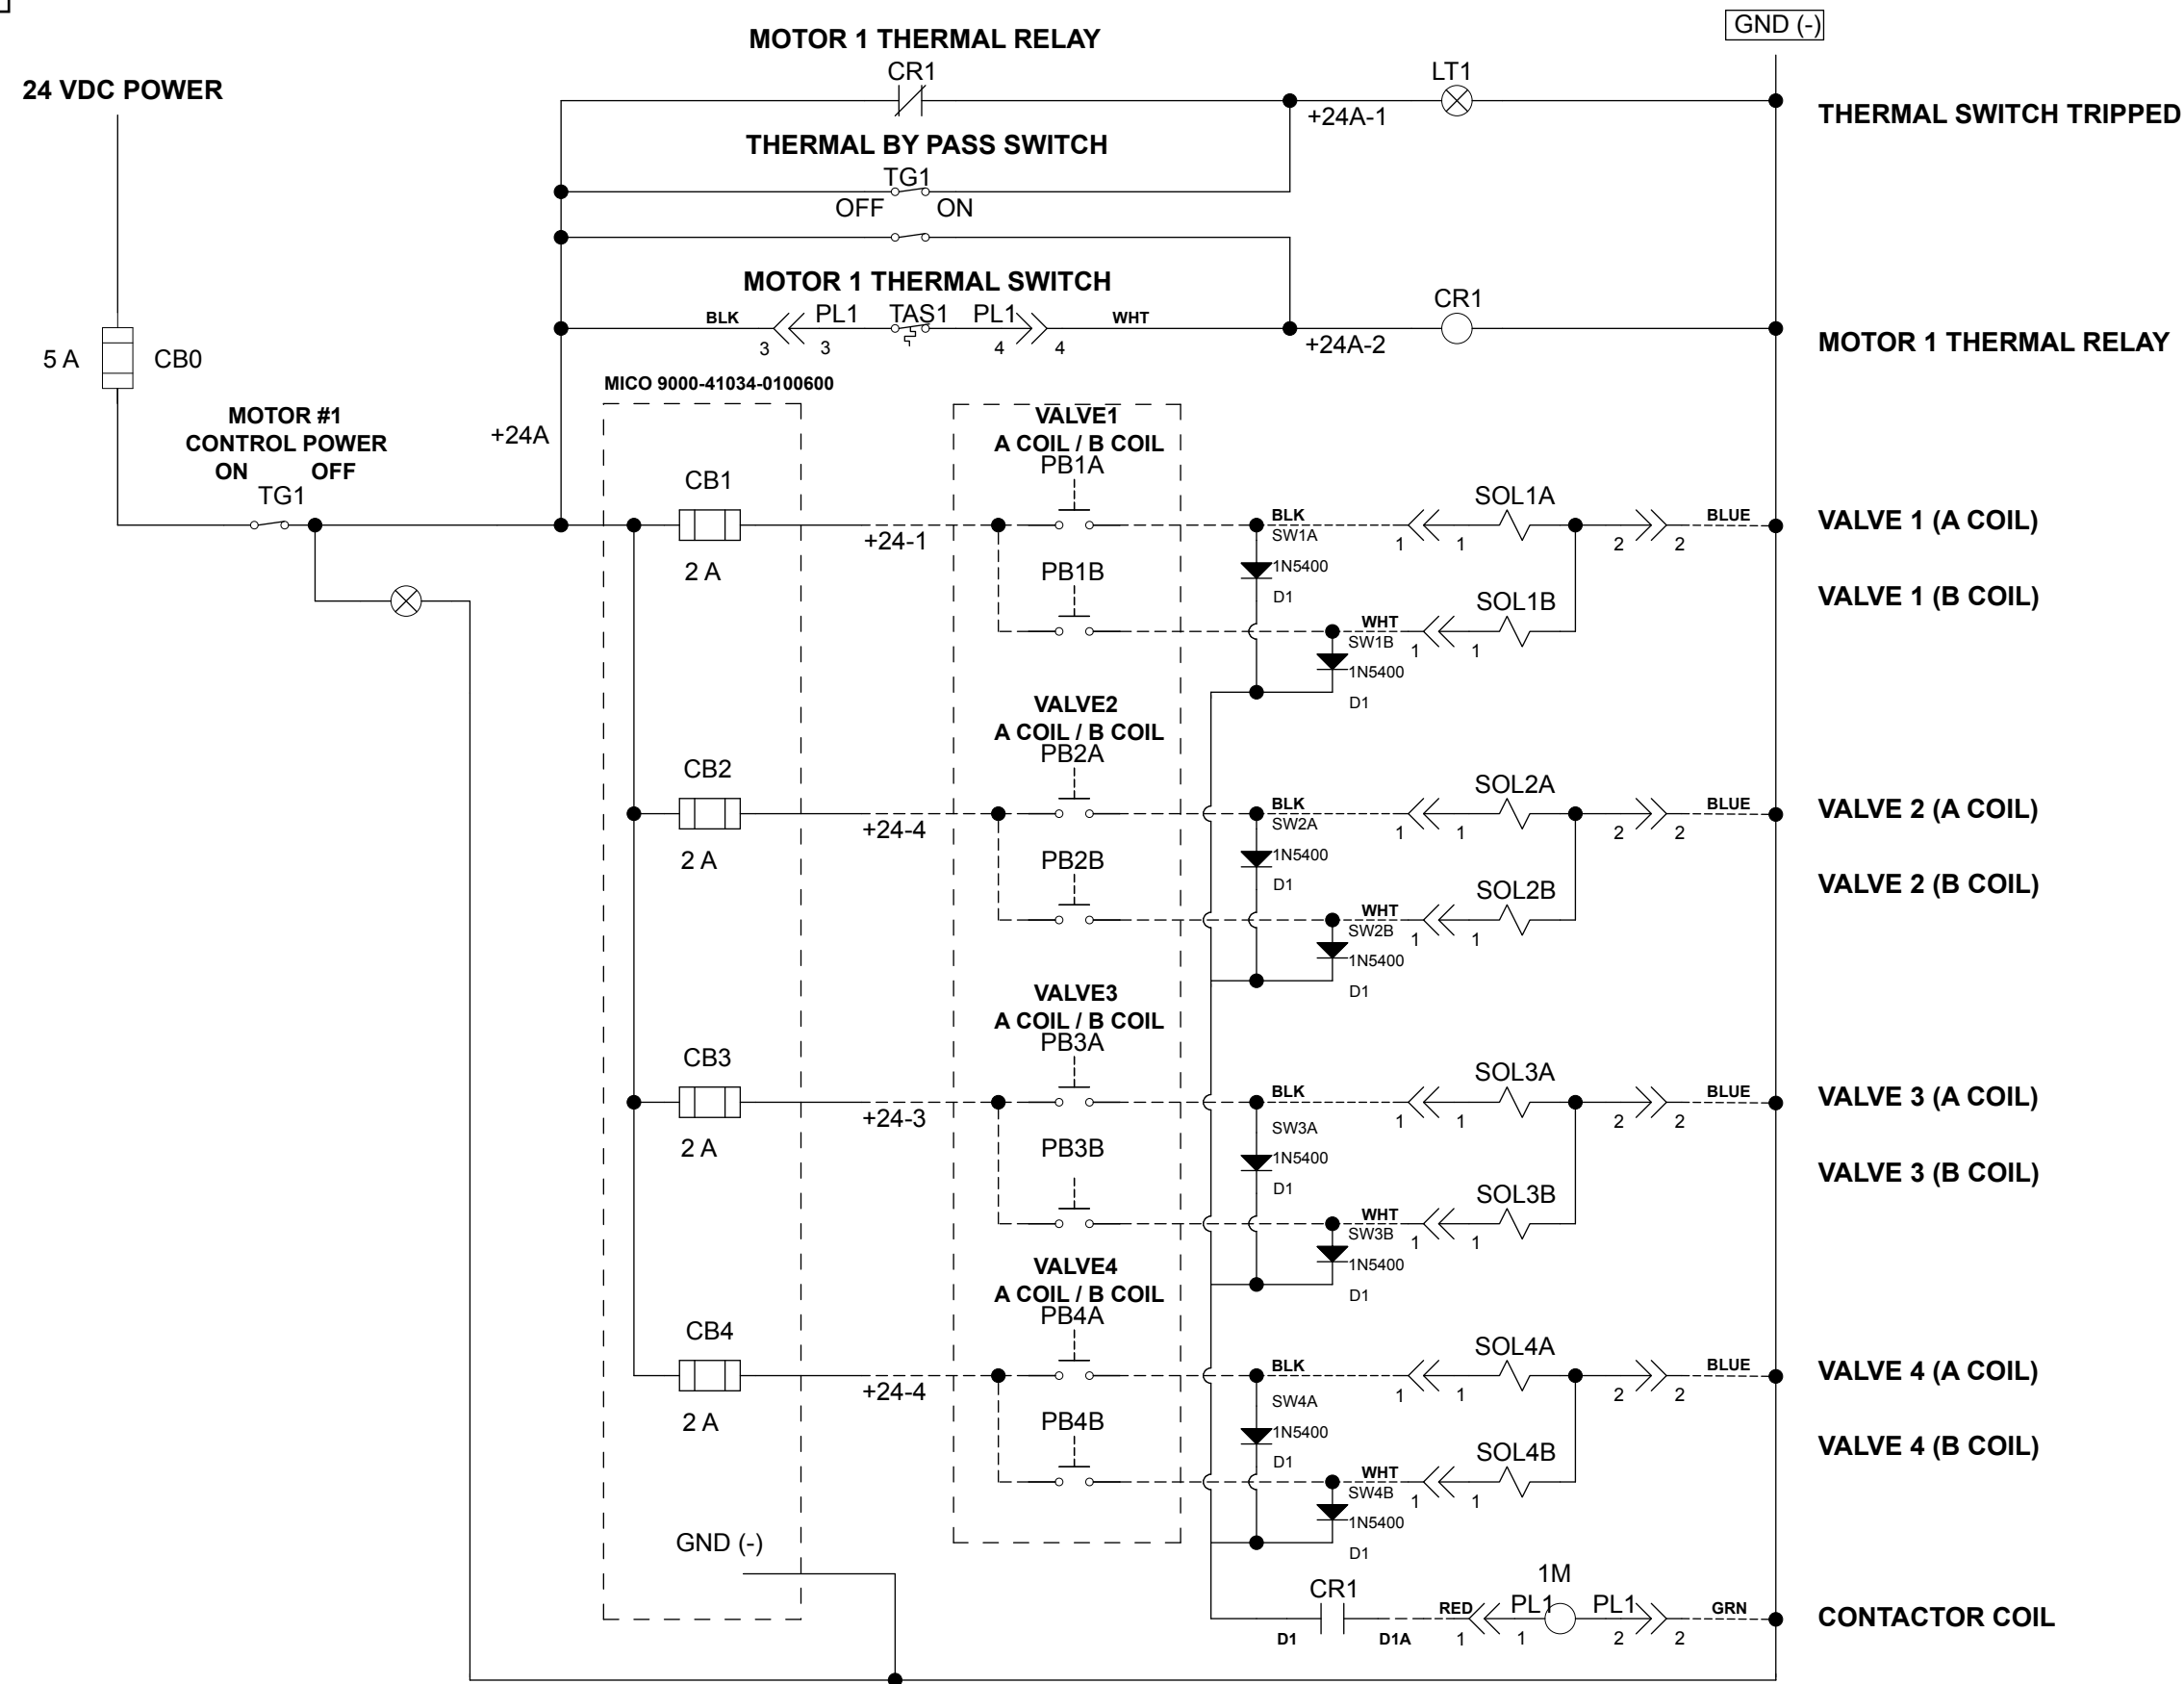 GND (-)
MOTOR 1 THERMAL RELAY
CR1
LT1
24 VDC POWER
+24A-1
THERMAL SWITCH TRIPPED
THERMAL BY PASS SWITCH
TG1
OFF ON
MOTOR 1 THERMAL SWITCH
BLK
PL1
TAS1
PL1
WHT
CR1
3
3
4
4
+24A-2
MOTOR 1 THERMAL RELAY
5 A
CB0
MICO 9000-41034-0100600
MOTOR #1
CONTROL POWER
ON OFF
TG1
+24A
VALVE1
A COIL / B COIL
PB1A
CB1
2 A
+24-1
PB1B
BLK
SW1A
1N5400
D1
1
1
SOL1A
2
2
BLUE
VALVE 1 (A COIL)
WHT
SW1B
1N5400
D1
1
1
SOL1B
VALVE 1 (B COIL)
VALVE2
A COIL / B COIL
PB2A
CB2
2 A
+24-4
PB2B
BLK
SW2A
1N5400
D1
1
1
SOL2A
2
2
BLUE
VALVE 2 (A COIL)
WHT
SW2B
1N5400
D1
1
1
SOL2B
VALVE 2 (B COIL)
VALVE3
A COIL / B COIL
PB3A
CB3
2 A
+24-3
PB3B
BLK
SW3A
1N5400
D1
1
1
SOL3A
2
2
BLUE
VALVE 3 (A COIL)
WHT
SW3B
1N5400
D1
1
1
SOL3B
VALVE 3 (B COIL)
VALVE4
A COIL / B COIL
PB4A
CB4
2 A
+24-4
PB4B
BLK
SW4A
1N5400
D1
1
1
SOL4A
2
2
BLUE
VALVE 4 (A COIL)
WHT
SW4B
1N5400
D1
1
1
SOL4B
VALVE 4 (B COIL)
GND (-)
CR1
D1
D1A
RED
1
PL1
1
1M
PL1
2
2
GRN
CONTACTOR COIL